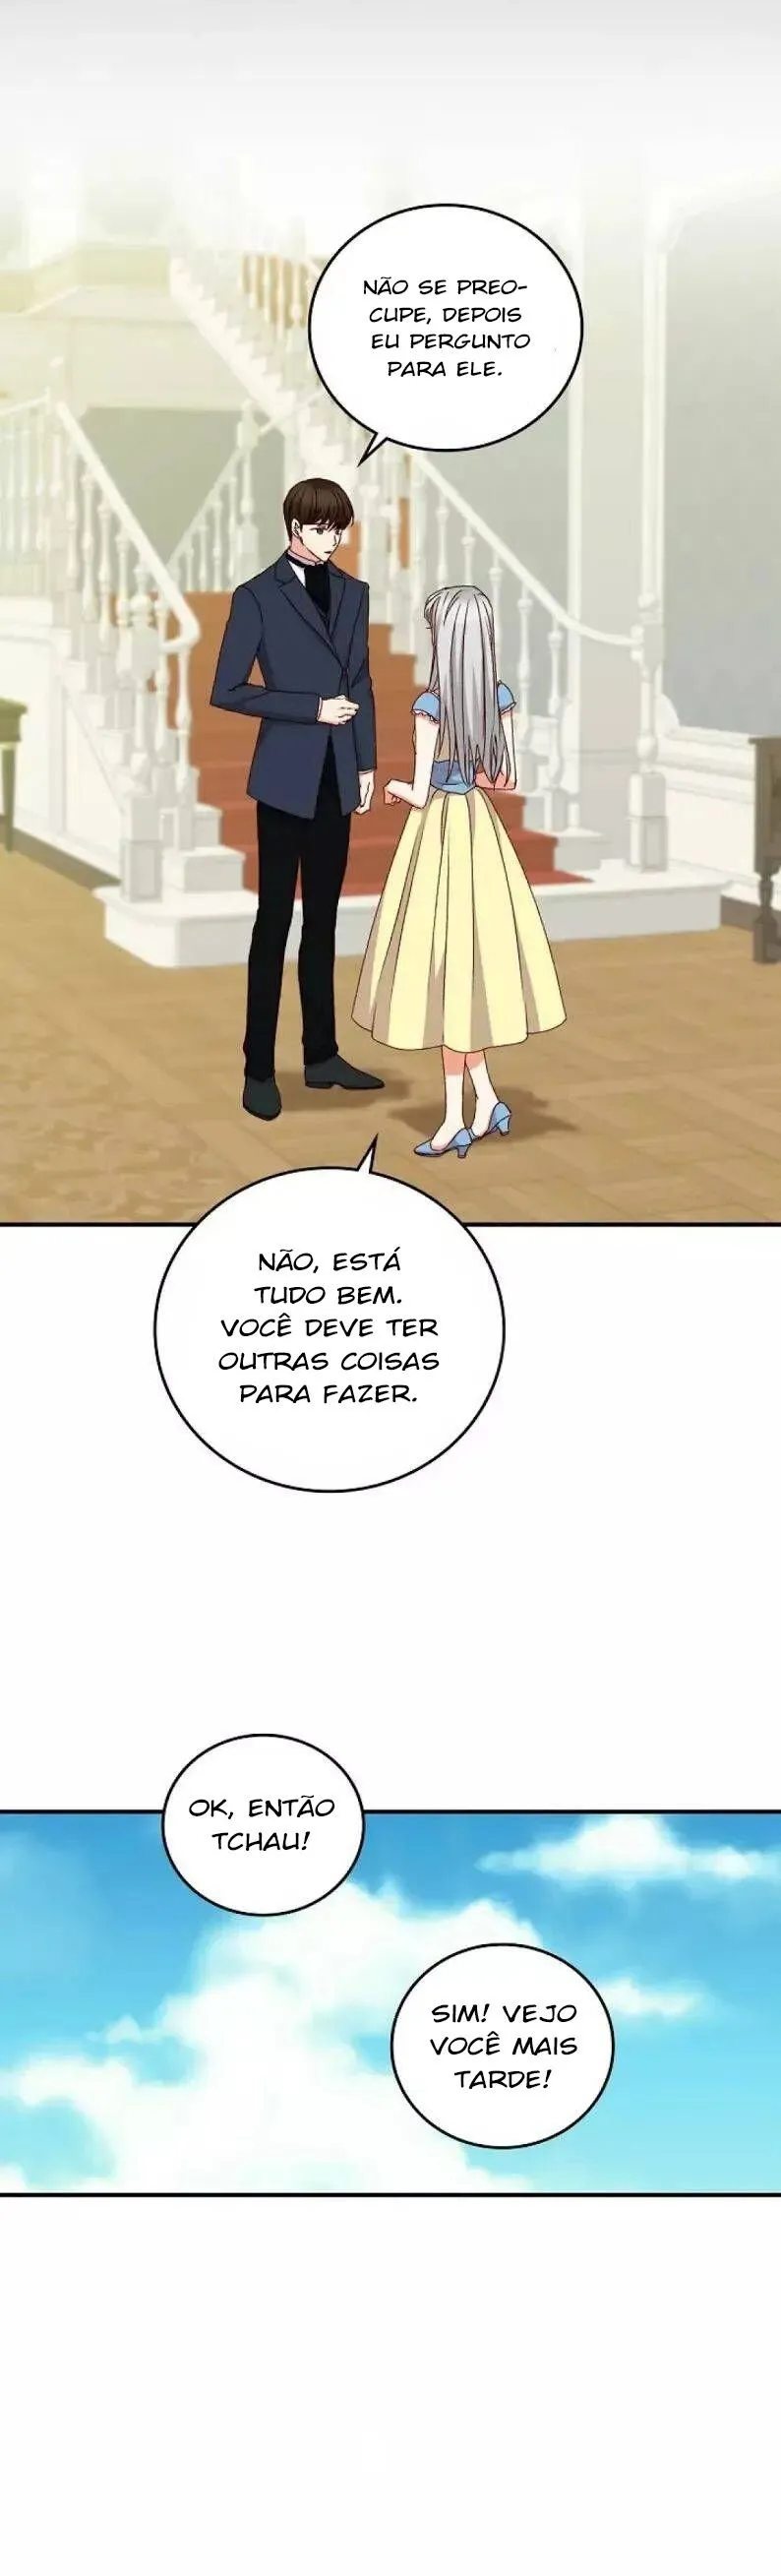 NÃO SE PREO-
CUPE, DEPOIS
EU PERGUNTO
PARA ELE.
NÃO, ESTÁ
TUDO BEM.
VOCÊ DEVE TER
OUTRAS COISAS
PARA FAZER.
OK, ENTÃO
TCHAU!
SIM! VEJO
VOCÊ MAIS
TARDE!